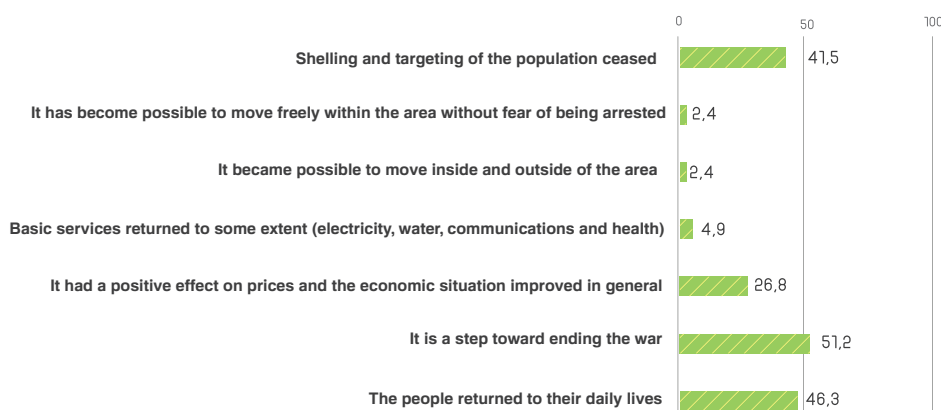 0 50 100
Shelling and targeting of the population ceased 41,5
It has become possible to move freely within the area without fear of being arrested 2,4
It became possible to move inside and outside of the area 2,4
Basic services returned to some extent (electricity, water, communications and health) 4,9
It had a positive effect on prices and the economic situation improved in general 26,8
It is a step toward ending the war 51,2
The people returned to their daily lives 46,3